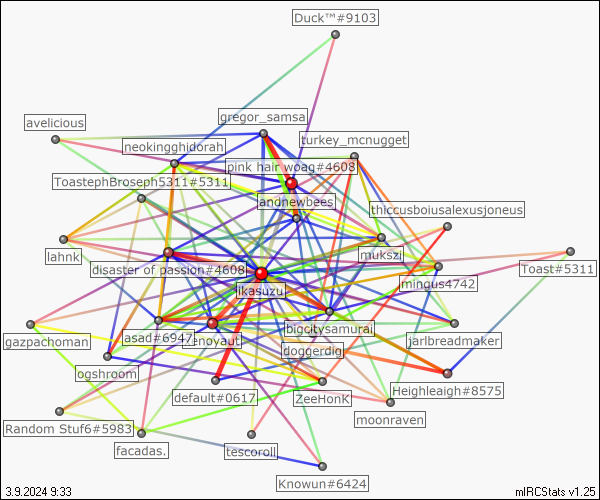 Duck™#9103
gregor_samsa
avelicious
turkey_mcnugget
neokingghidorah
pink hair woag#4608
ToastephBroseph5311#5311
landnewbees
thiccusboiusalexusjoneus
lahnk
mukszi
Toast#5311
disaster of passion#4608
mingus4742
ikasuzu
bigcitysamurai
gazpachoman
asad#6947
enoyaut
jarlbreadmaker
doggerdig
ogshroom
Heighleaigh#8575
default#0617
ZeeHonK
moonraven
Random Stuf6#5983
facadas.
tescoroll
Knowun#6424
3.9.2024 9:33
mIRCStats v1.25